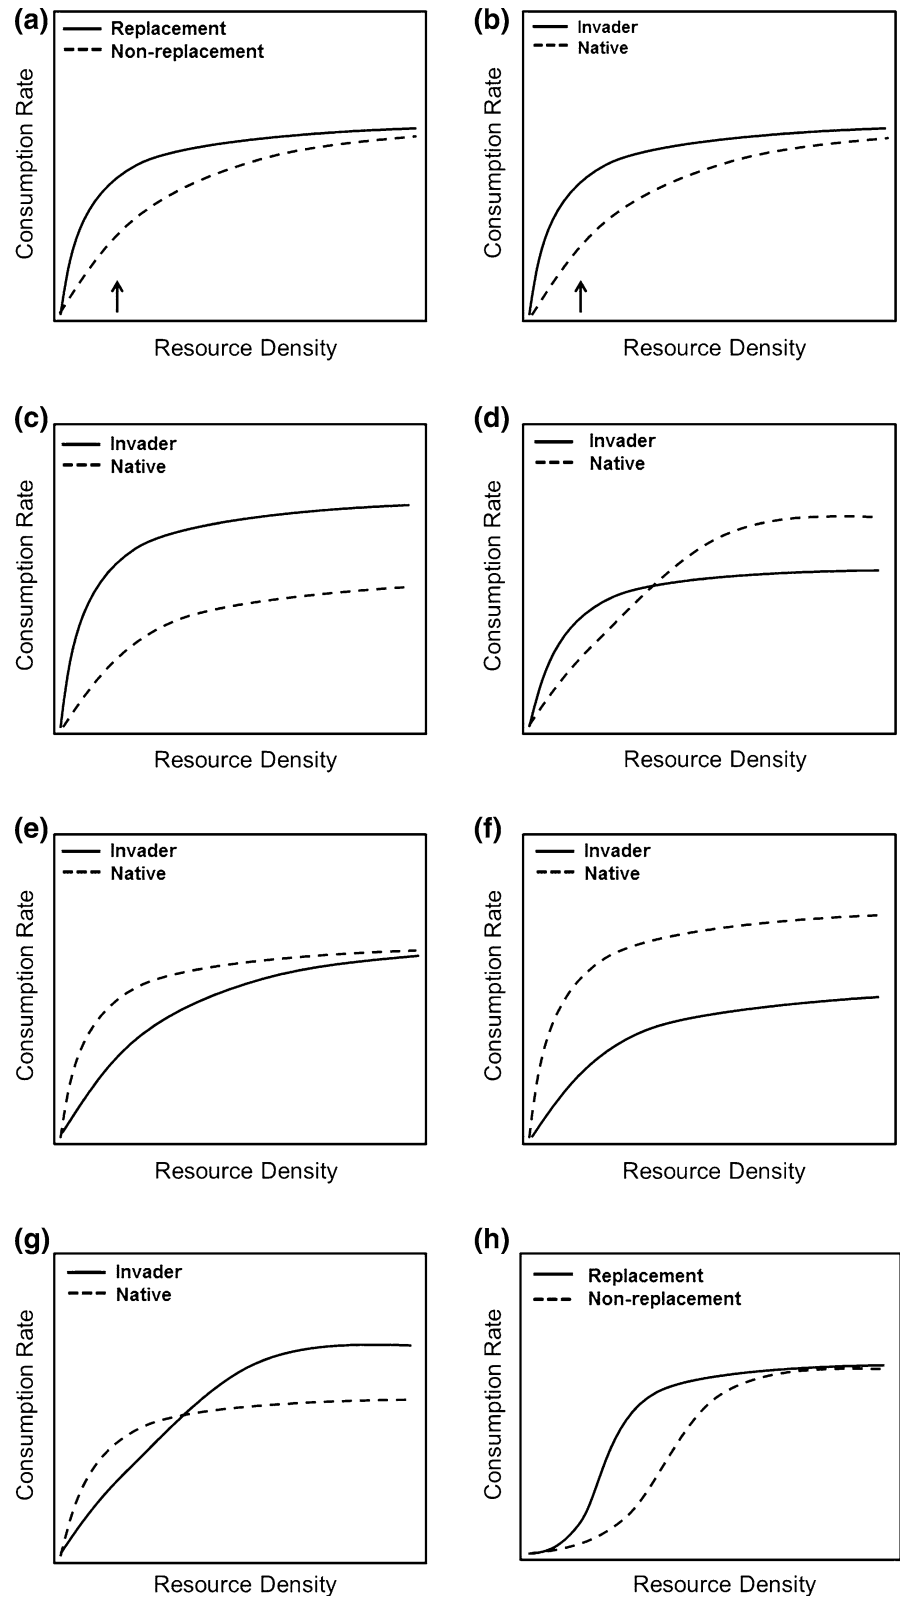 (a)
Replacement
Non-replacement
Consumption Rate
Resource Density
(b)
Invader
Native
Consumption Rate
Resource Density
(c)
Invader
Native
Consumption Rate
Resource Density
(d)
Invader
Native
Consumption Rate
Resource Density
(e)
Invader
Native
Consumption Rate
Resource Density
(f)
Invader
Native
Consumption Rate
Resource Density
(g)
Invader
Native
Consumption Rate
Resource Density
(h)
Replacement
Non-replacement
Consumption Rate
Resource Density